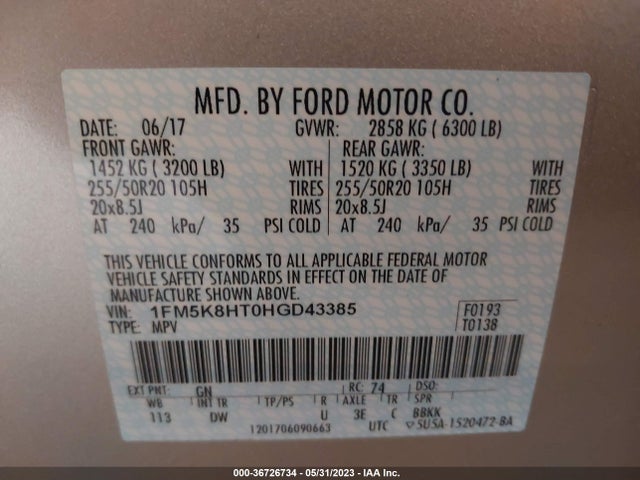 MFD. BY FORD MOTOR CO.
DATE: 06/17 GVWR: 2858 KG ( 6300 LB)
FRONT GAWR: REAR GAWR:
1452 KG ( 3200 LB) WITH 1520 KG ( 3350 LB) WITH
255/50R20 105H TIRES 255/50R20 105H TIRES
20x8.5J RIMS 20x8.5J RIMS
AT 240 kPa/ 35 PSI COLD AT 240 kPa/ 35 PSI COLD
THIS VEHICLE CONFORMS TO ALL APPLICABLE FEDERAL MOTOR
VEHICLE SAFETY STANDARDS IN EFFECT ON THE DATE OF
MANUFACTURE SHOWN ABOVE.
VIN: 1FM5K8HT0HGD43385 F0193
TYPE: MPV T0138
EXT PNT: GN RC: 74 DSO:
WB INT TR TP/PS R AXLE TR SPR
113 DW U 3E C BBKK
1201706090663 UTC ▽ SU5A-1520472-BA
000-36726734 - 05/31/2023 - IAA Inc.